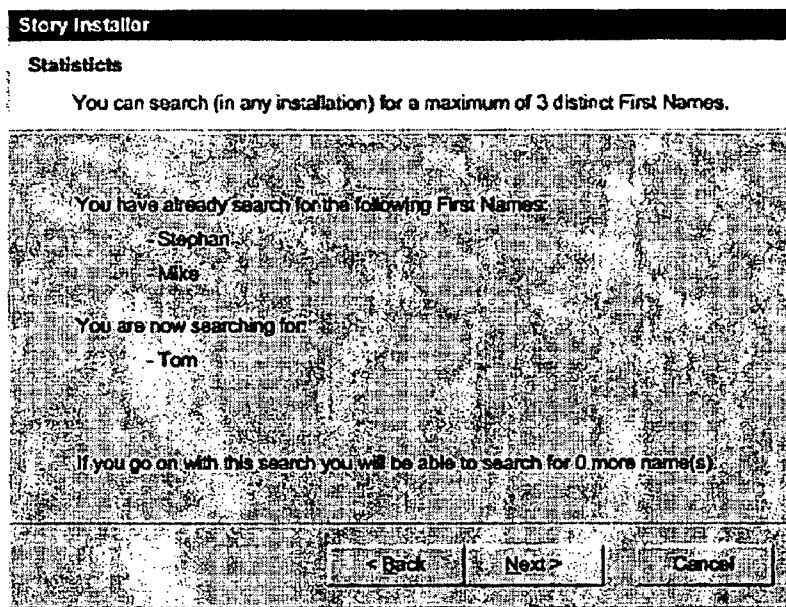 Story Installer
Statisticts
You can search (in any installation) for a maximum of 3 distinct First Names.
You have already search for the following First Names:
- Stephan
- Mike
You are now searching for:
- Tom
If you go on with this search you will be able to search for 0 more name(s).
< Back Next > Cancel